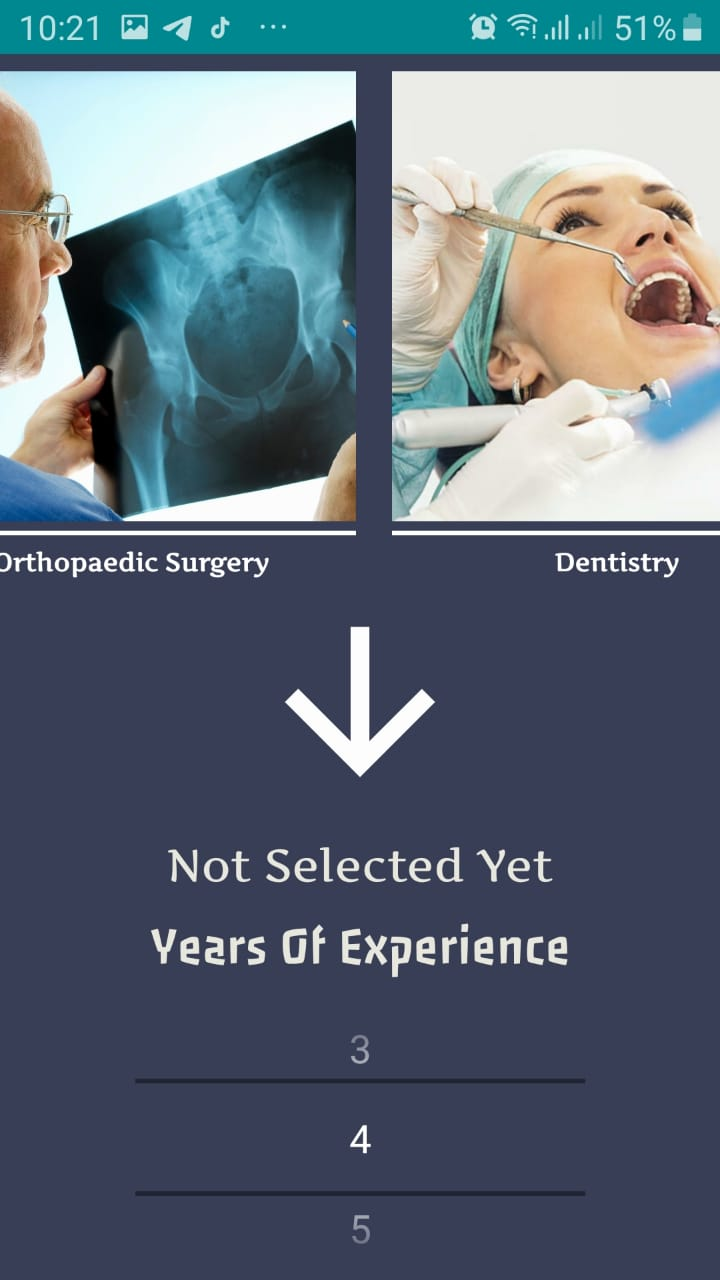 10:21 ... 51%
Orthopaedic Surgery Dentistry
Not Selected Yet
Years Of Experience
3
4
5